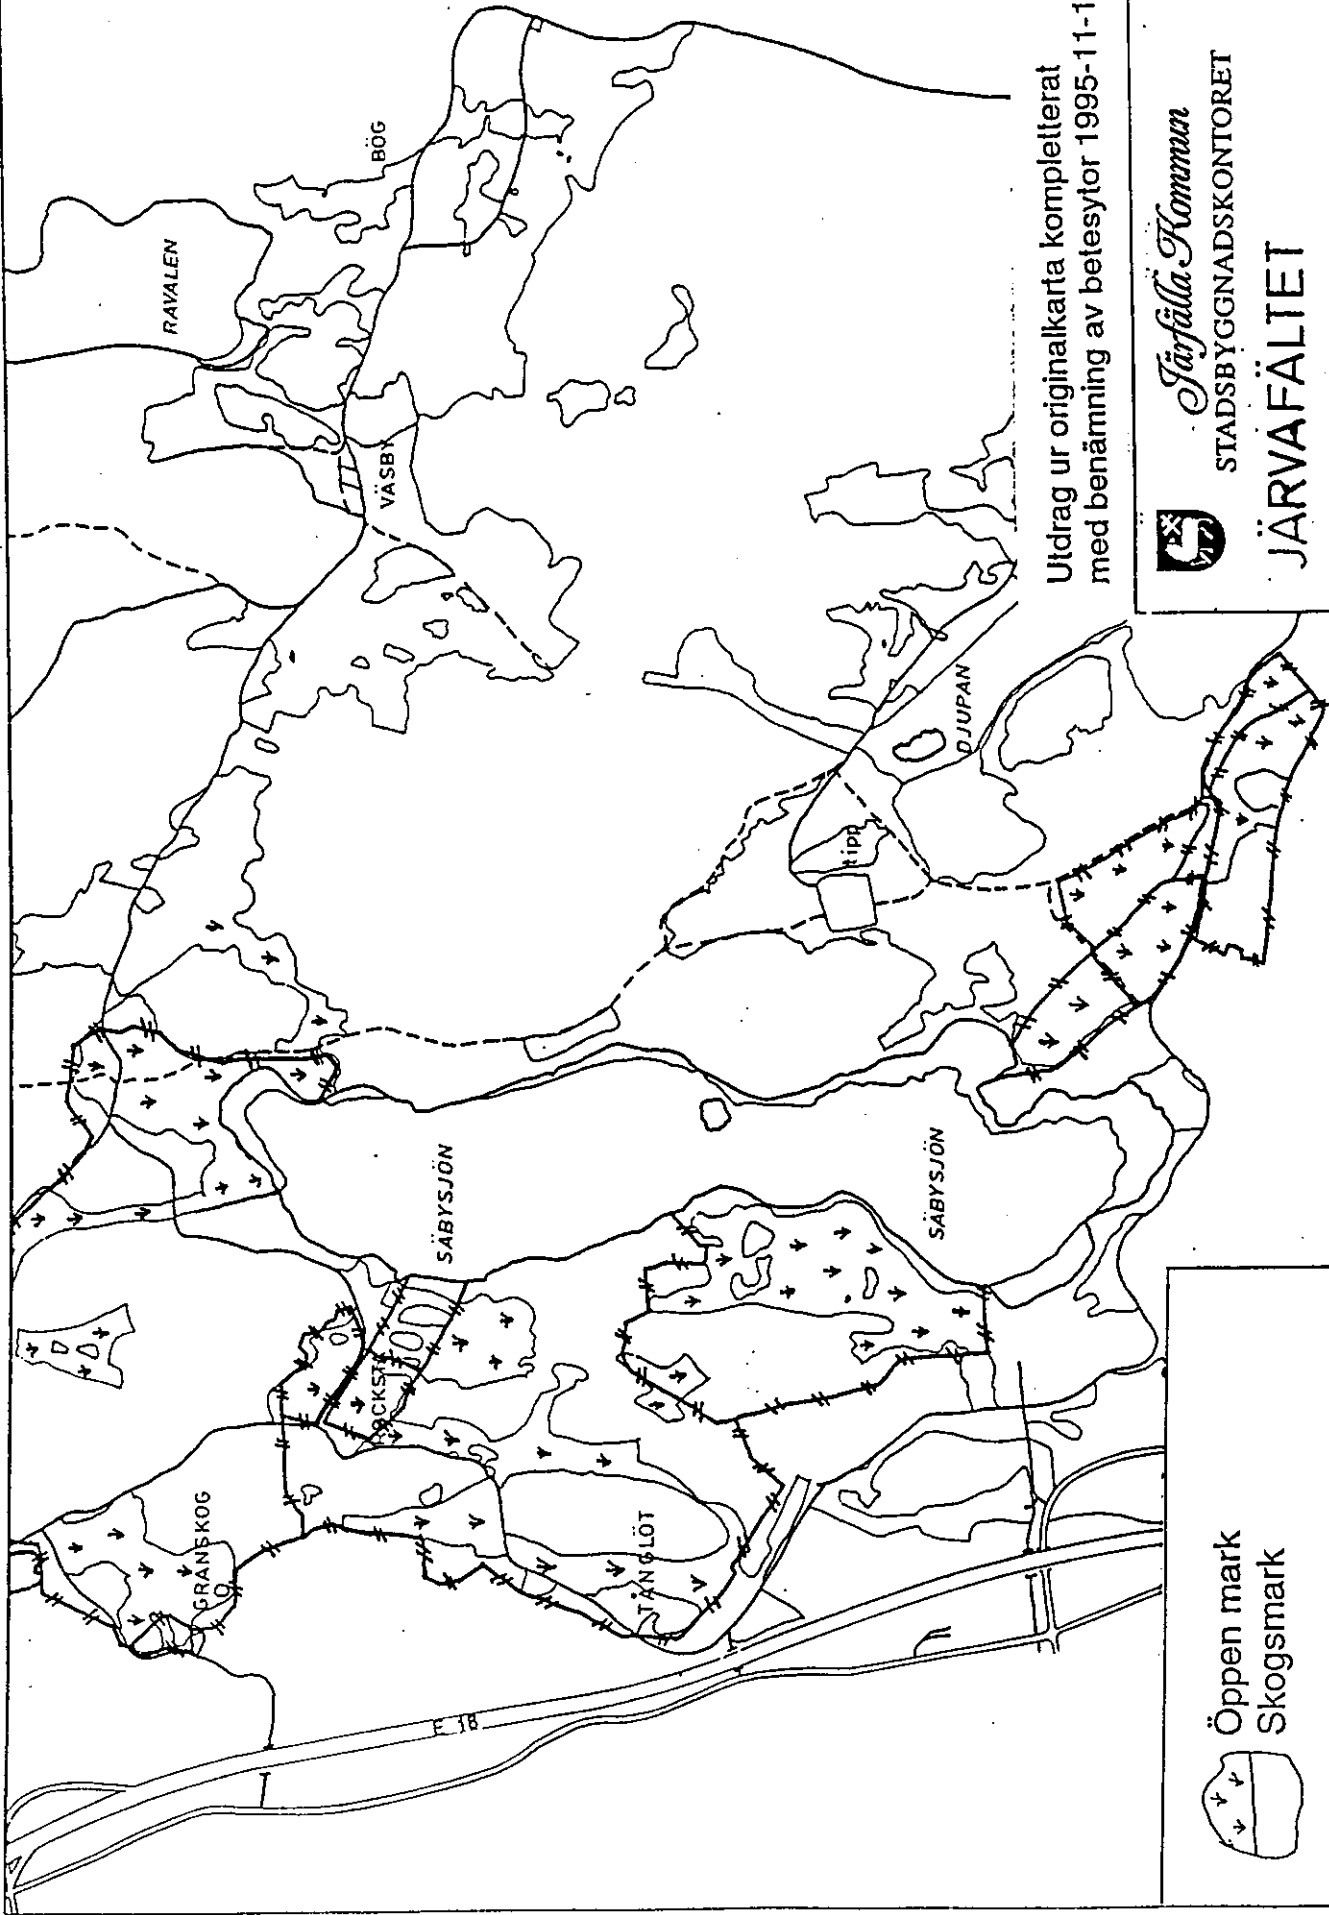 RAVALEN
BÖG
VÄSBY
GRANSKOG
SÄBYSJÖN
TÅNGLÖT
E 18
tipp
DJUPAN
SÄBYSJÖN
Utdrag ur originalkarta kompletterat
med benämning av betesytor 1995-11-1
Järfälla Kommun
STADSBYGGNADSKONTORET
JÄRVAFÄLTET
Öppen mark
Skogsmark